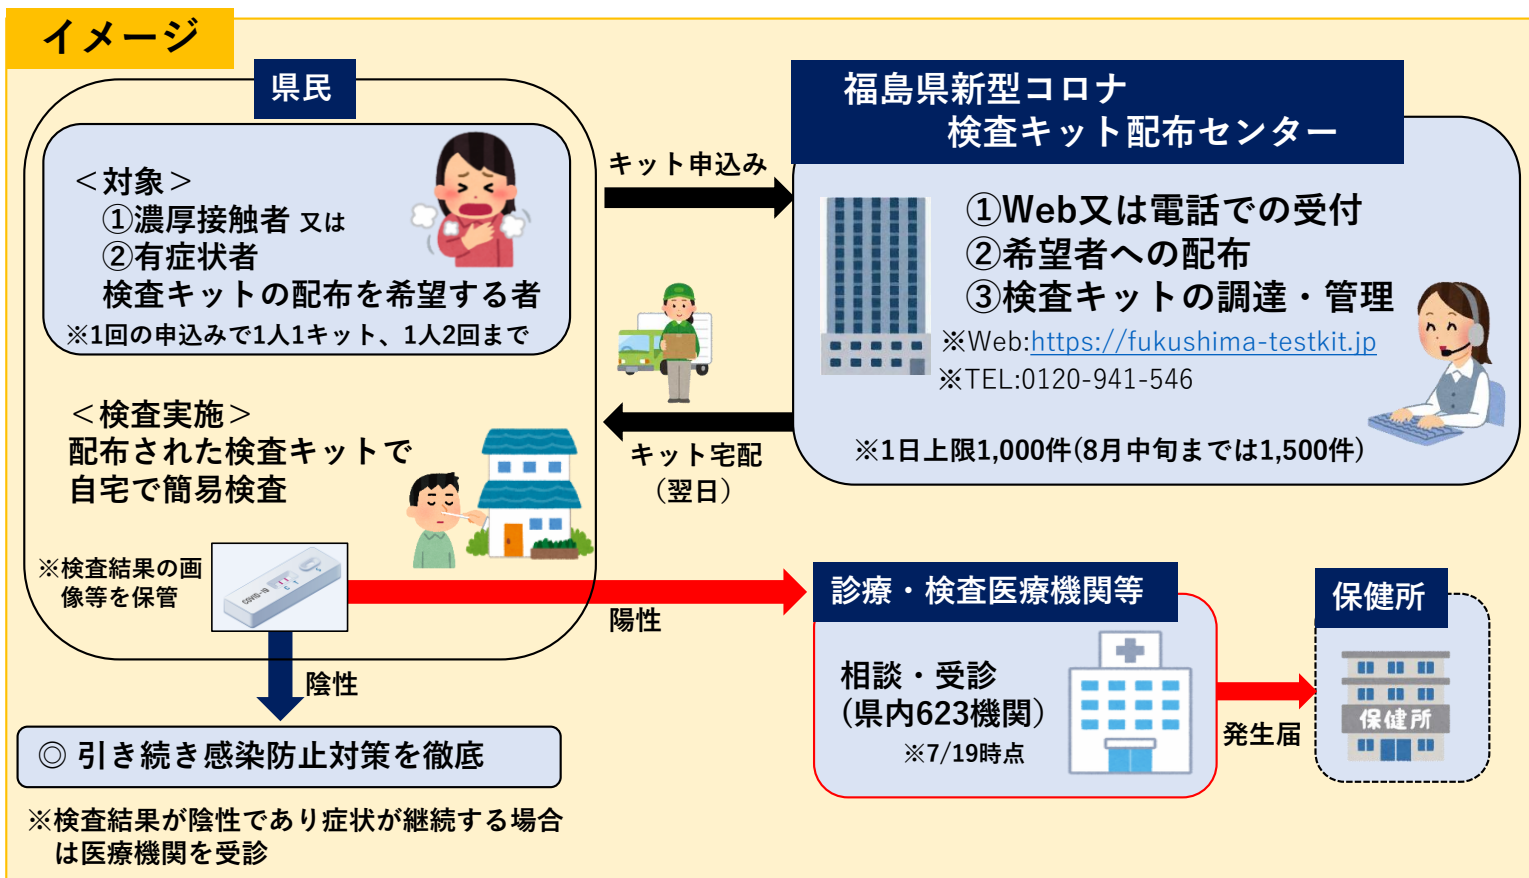 イメージ
県民
＜対象＞
①濃厚接触者 又は
②有症状者
検査キットの配布を希望する者
※1回の申込みで1人1キット、1人2回まで
＜検査実施＞
配布された検査キットで
自宅で簡易検査
※検査結果の画
像等を保管
COVID-19
キット申込み
キット宅配
（翌日）
福島県新型コロナ
検査キット配布センター
①Web又は電話での受付
②希望者への配布
③検査キットの調達・管理
※Web:https://fukushima-testkit.jp
※TEL:0120-941-546
※1日上限1,000件(8月中旬までは1,500件)
陽性
診療・検査医療機関等
相談・受診
(県内623機関)
※7/19時点
発生届
保健所
保健所
陰性
◎ 引き続き感染防止対策を徹底
※検査結果が陰性であり症状が継続する場合
は医療機関を受診